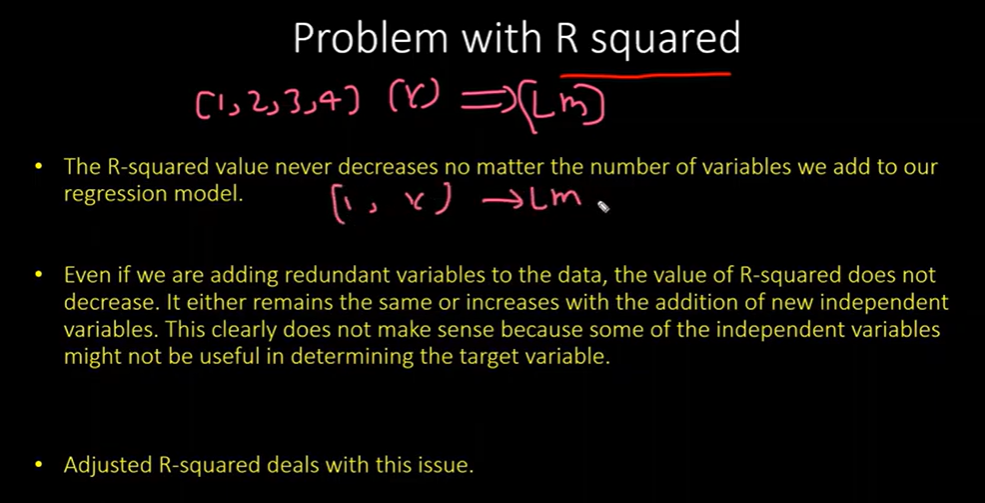 Problem with R squared
[1,2,3,4] (Y) ⇒ (Lm)
• The R-squared value never decreases no matter the number of variables we add to our
regression model.
[1, Y) → Lm
• Even if we are adding redundant variables to the data, the value of R-squared does not
decrease. It either remains the same or increases with the addition of new independent
variables. This clearly does not make sense because some of the independent variables
might not be useful in determining the target variable.
• Adjusted R-squared deals with this issue.